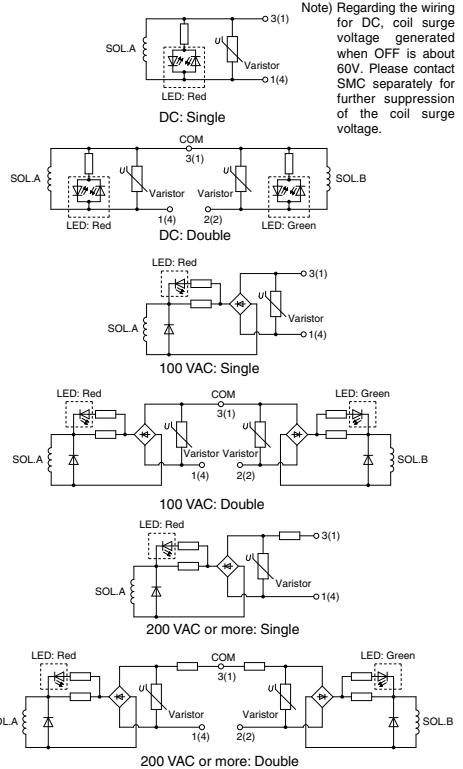 Note) Regarding the wiring
for DC, coil surge
voltage generated
when OFF is about
60V. Please contact
SMC separately for
further suppression
of the coil surge
voltage.
3(1)
SOL.A
U
Varistor
1(4)
LED: Red
DC: Single
COM
3(1)
SOL.A
U
Varistor
Varistor
U
SOL.B
LED: Red
1(4)
2(2)
LED: Green
DC: Double
LED: Red
3(1)
U
SOL.A
Varistor
1(4)
100 VAC: Single
LED: Red
COM
3(1)
LED: Green
U
U
SOL.A
Varistor
Varistor
SOL.B
1(4)
2(2)
100 VAC: Double
LED: Red
3(1)
U
SOL.A
Varistor
1(4)
200 VAC or more: Single
LED: Red
COM
3(1)
LED: Green
U
U
OL.A
Varistor
Varistor
SOL.B
1(4)
2(2)
200 VAC or more: Double